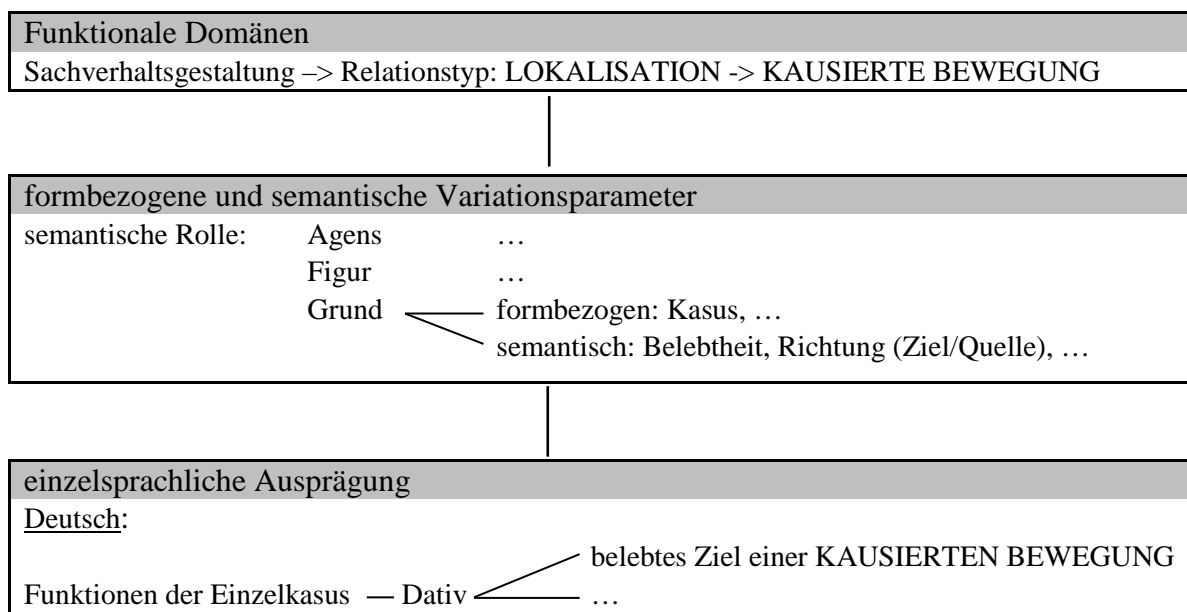 Funktionale Domänen
Sachverhaltsgestaltung –> Relationstyp: LOKALISATION -> KAUSIERTE BEWEGUNG
formbezogene und semantische Variationsparameter
semantische Rolle: Agens …
Figur …
Grund formbezogen: Kasus, …
semantisch: Belebtheit, Richtung (Ziel/Quelle), …
einzelsprachliche Ausprägung
Deutsch:
belebtes Ziel einer KAUSIERTEN BEWEGUNG
Funktionen der Einzelkasus — Dativ …